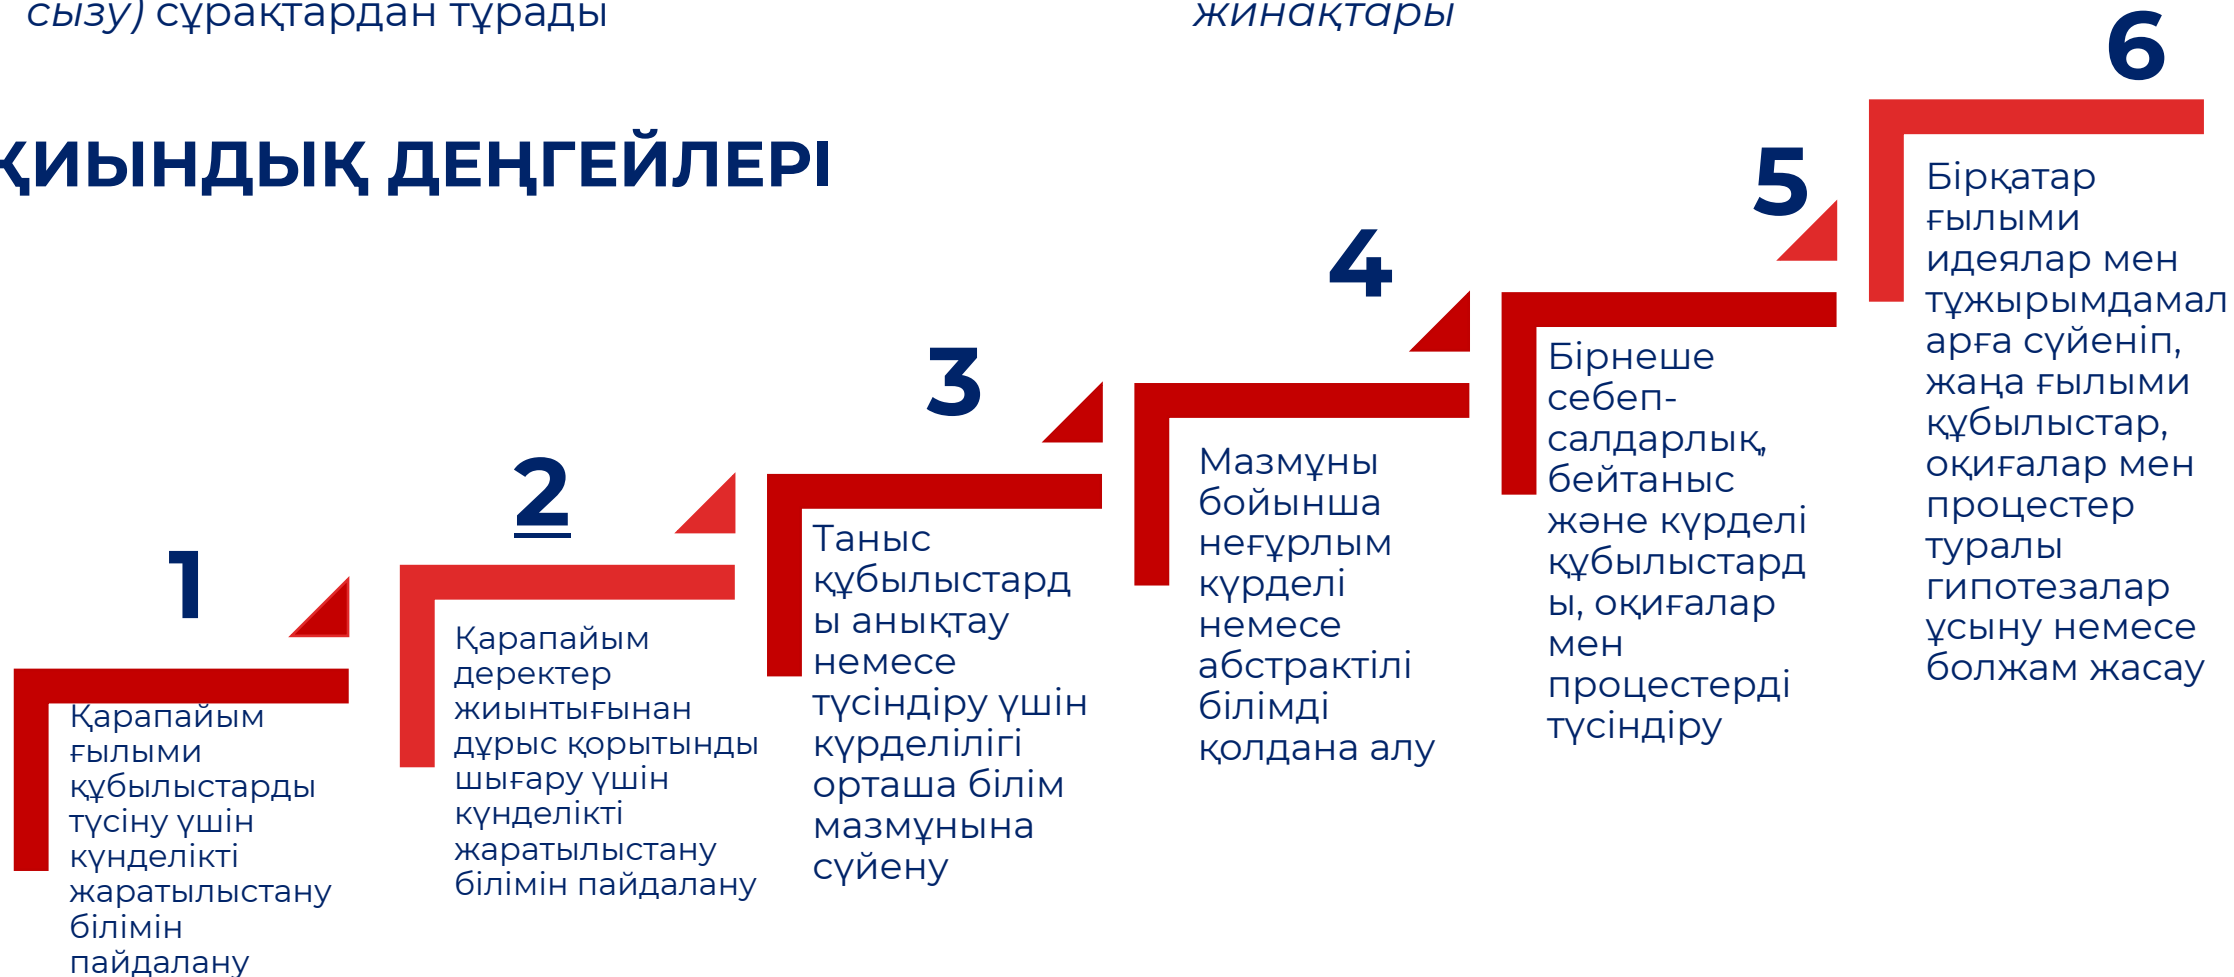 сызу) сұрақтардан тұрады
жинақтары
ҚИЫНДЫҚ ДЕҢГЕЙЛЕРІ
1
Қарапайым
ғылыми
құбылыстарды
түсіну үшін
күнделікті
жаратылыстану
білімін
пайдалану
2
Қарапайым
деректер
жиынтығынан
дұрыс қорытынды
шығару үшін
күнделікті
жаратылыстану
білімін пайдалану
3
Таныс
құбылыстард
ы анықтау
немесе
түсіндіру үшін
күрделілігі
орташа білім
мазмұнына
сүйену
4
Мазмұны
бойынша
неғұрлым
күрделі
немесе
абстрактілі
білімді
қолдана алу
5
Бірнеше
себеп-
салдарлық,
бейтаныс
және күрделі
құбылыстард
ы, оқиғалар
мен
процестерді
түсіндіру
6
Бірқатар
ғылыми
идеялар мен
тұжырымдамал
арға сүйеніп,
жаңа ғылыми
құбылыстар,
оқиғалар мен
процестер
туралы
гипотезалар
ұсыну немесе
болжам жасау